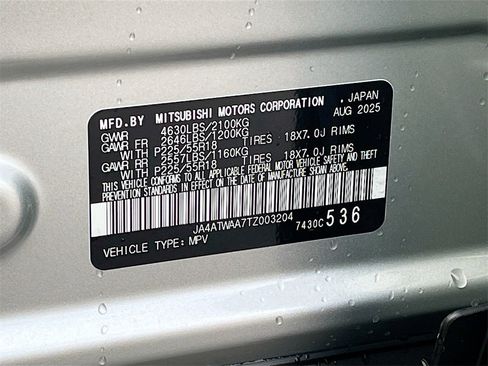 MFD.BY MITSUBISHI MOTORS CORPORATION , JAPAN
GWWR 4630LBS/2100KG AUG 2025
GAWR FR 2646LBS/1200KG
WITH P225/55R18 TIRES 18X7.0J RIMS
GAWR RR 2557LBS/1160KG
WITH P225/55R18 TIRES 18X7.0J RIMS
THIS VEHICLE CONFORMS TO ALL APPLICABLE FEDERAL MOTOR VEHICLE SAFETY AND THEFT
PREVENTION STANDARDS IN EFFECT ON THE DATE OF MANUFACTURE SHOWN ABOVE.
JA4ATWAA7TZ003204 7430C 536
VEHICLE TYPE: MPV